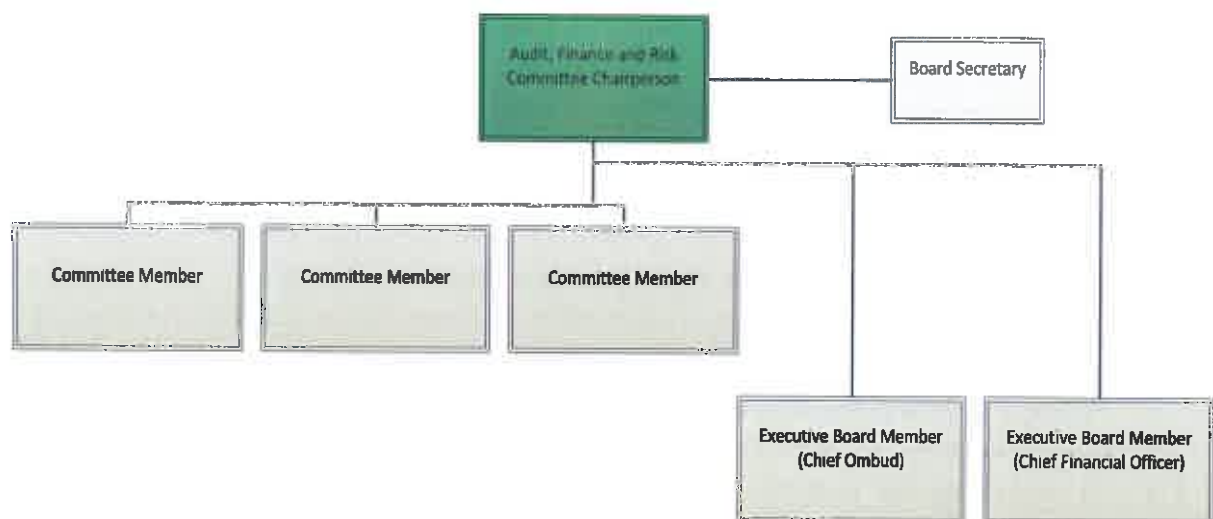 Audit, Finance and Risk
Committee Chairperson
Board Secretary
Committee Member
Committee Member
Committee Member
Executive Board Member
(Chief Ombud)
Executive Board Member
(Chief Financial Officer)